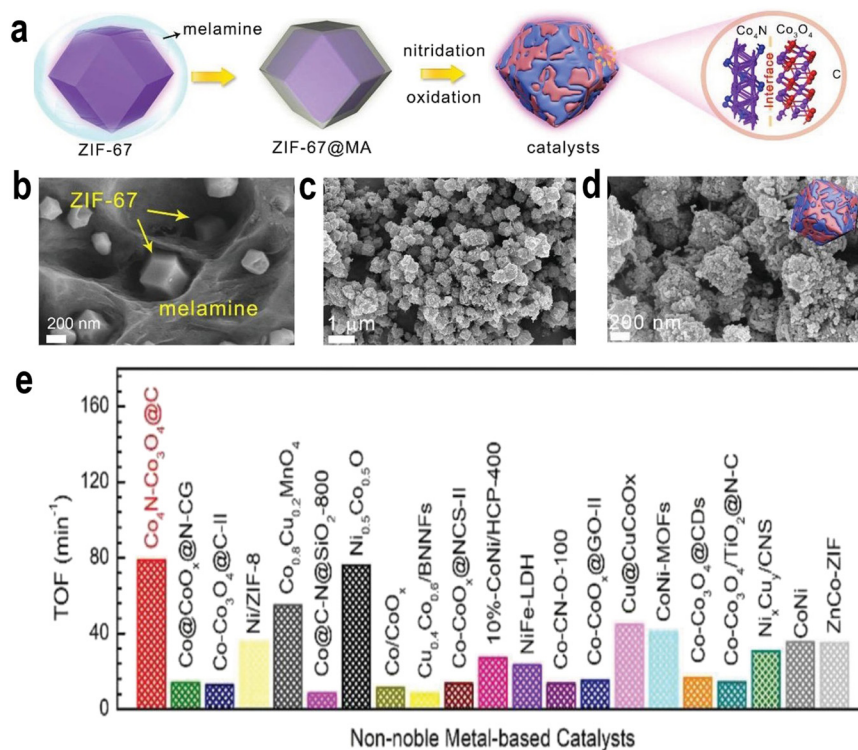 a
melamine
ZIF-67
ZIF-67@MA
nitridation
oxidation
catalysts
Co₄N
Co₃O₄
Interface
C
b
ZIF-67
melamine
200 nm
c
1 μm
d
200 nm
e
TOF (min⁻¹)
160
120
80
40
0
Co₄N-Co₃O₄@C
Co@CoOₓ@N-CG
Co-Co₃O₄@C-II
Ni/ZIF-8
Co₀.₈Cu₀.₂MnO₄
Co@C-N@SiO₂-800
Ni₀.₅Co₀.₅O
Co/CoOₓ
Cu₀.₄Co₀.₆/BNNFs
Co-CoOₓ@NCS-II
10%-CoNi/HCP-400
NiFe-LDH
Co-CN-O-100
Co-CoOₓ@GO-II
Cu@CuCoOx
CoNi-MOFs
Co-Co₃O₄@CDs
Co-Co₃O₄/TiO₂@N-C
NiₓCuᵧ/CNS
CoNi
ZnCo-ZIF
Non-noble Metal-based Catalysts